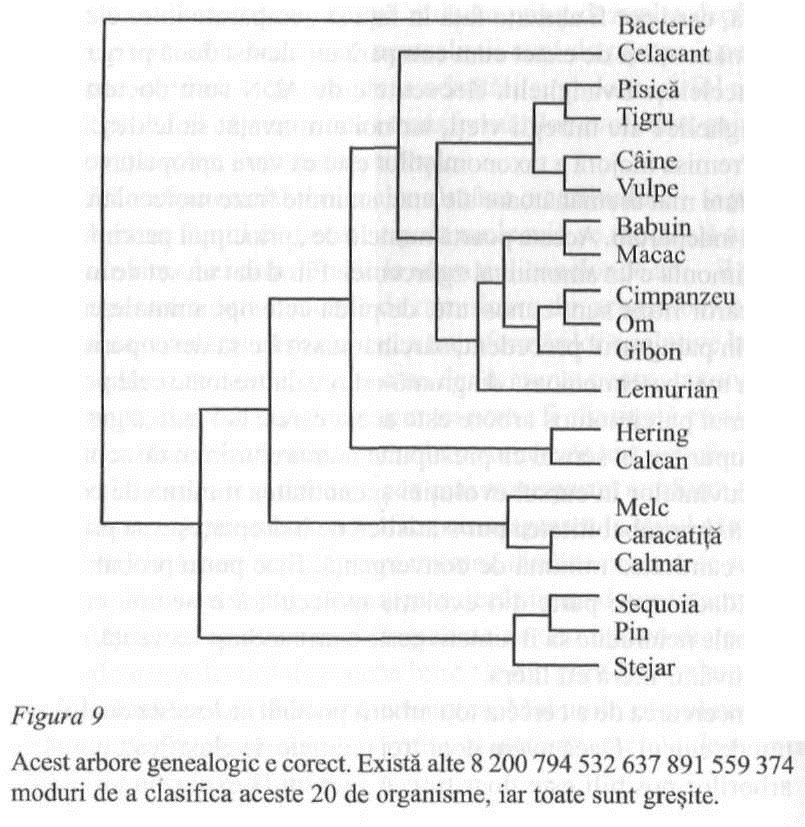 Bacterie
Celacant
Pisică
Tigru
Câine
Vulpe
Babuin
Macac
Cimpanzeu
Om
Gibon
Lemurian
Hering
Calcan
Melc
Caracatiță
Calmar
Sequoia
Pin
Stejar
Figura 9
Acest arbore genealogic e corect. Există alte 8 200 794 532 637 891 559 374
moduri de a clasifica aceste 20 de organisme, iar toate sunt greșite.